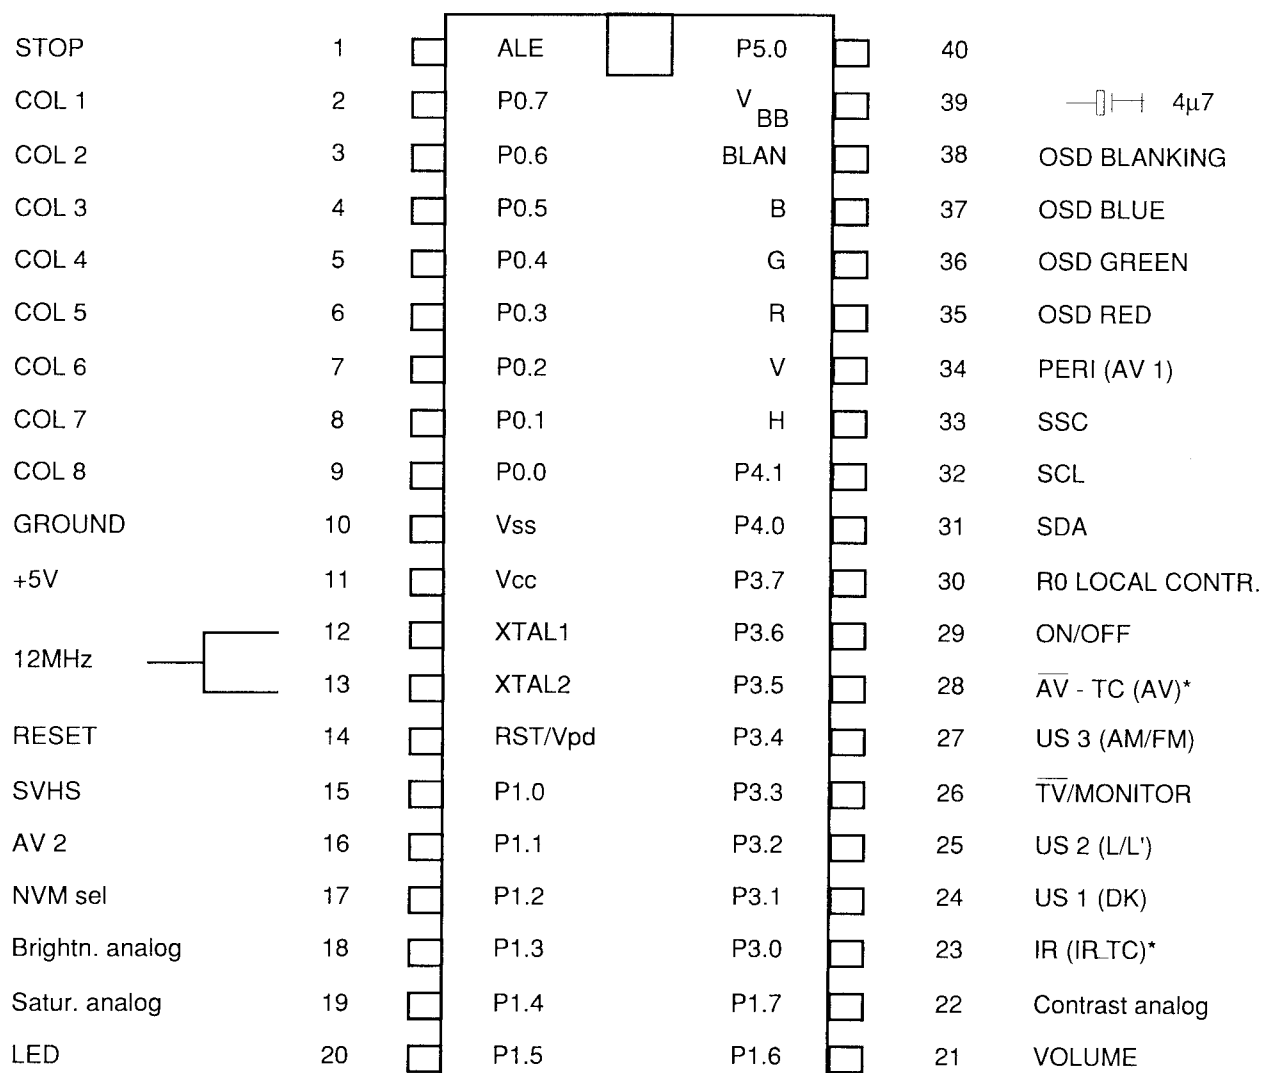 STOP 1 ALE P5.0 40
COL 1 2 P0.7 V BB 39 4µ7
COL 2 3 P0.6 BLAN 38 OSD BLANKING
COL 3 4 P0.5 B 37 OSD BLUE
COL 4 5 P0.4 G 36 OSD GREEN
COL 5 6 P0.3 R 35 OSD RED
COL 6 7 P0.2 V 34 PERI (AV 1)
COL 7 8 P0.1 H 33 SSC
COL 8 9 P0.0 P4.1 32 SCL
GROUND 10 Vss P4.0 31 SDA
+5V 11 Vcc P3.7 30 R0 LOCAL CONTR.
12 XTAL1 P3.6 29 ON/OFF
12MHz
13 XTAL2 P3.5 28 A̅V̅ - TC (AV)*
RESET 14 RST/Vpd P3.4 27 US 3 (AM/FM)
SVHS 15 P1.0 P3.3 26 T̅V̅/MONITOR
AV 2 16 P1.1 P3.2 25 US 2 (L/L')
NVM sel 17 P1.2 P3.1 24 US 1 (DK)
Brightn. analog 18 P1.3 P3.0 23 IR (IR_TC)*
Satur. analog 19 P1.4 P1.7 22 Contrast analog
LED 20 P1.5 P1.6 21 VOLUME